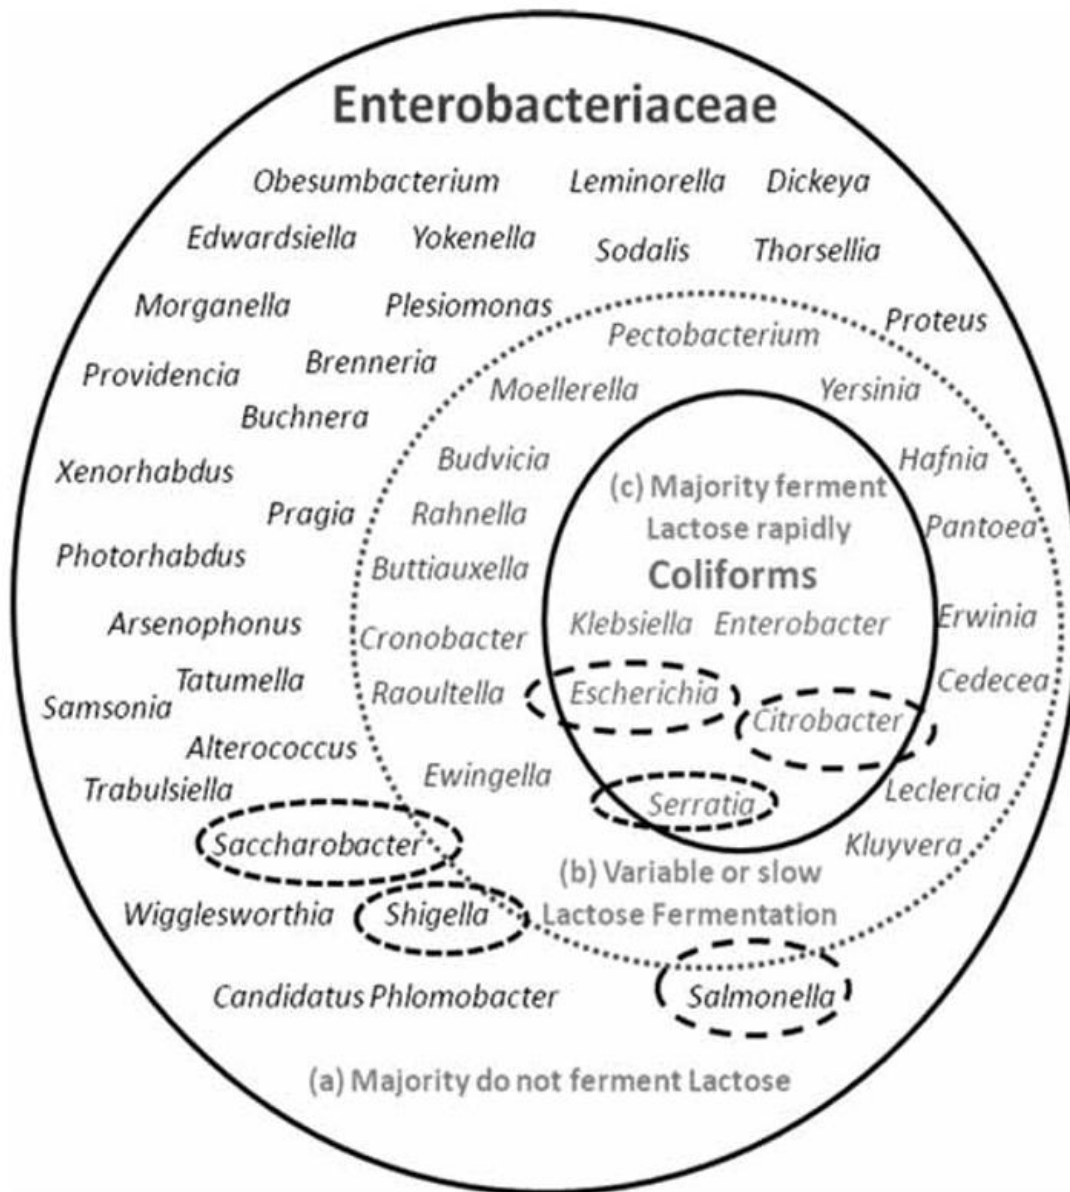 Enterobacteriaceae
Obesumbacterium Leminorella Dickeya
Edwardsiella Yokenella Sodalis Thorsellia
Morganella Plesiomonas Proteus
Pectobacterium
Providencia Brenneria Moellerella Yersinia
Buchnera
Xenorhabdus Budvicia Hafnia
(c) Majority ferment
Pragia Rahnella Lactose rapidly Pantoea
Photorhabdus Buttiauxella Coliforms
Arsenophonus Cronobacter Klebsiella Enterobacter Erwinia
Tatumella Raoultella Escherichia Cedecea
Samsonia Citrobacter
Alterococcus
Trabulsiella Ewingella Serratia Leclercia
Saccharobacter Kluyvera
(b) Variable or slow
Wigglesworthia Shigella Lactose Fermentation
Candidatus Phlomobacter Salmonella
(a) Majority do not ferment Lactose